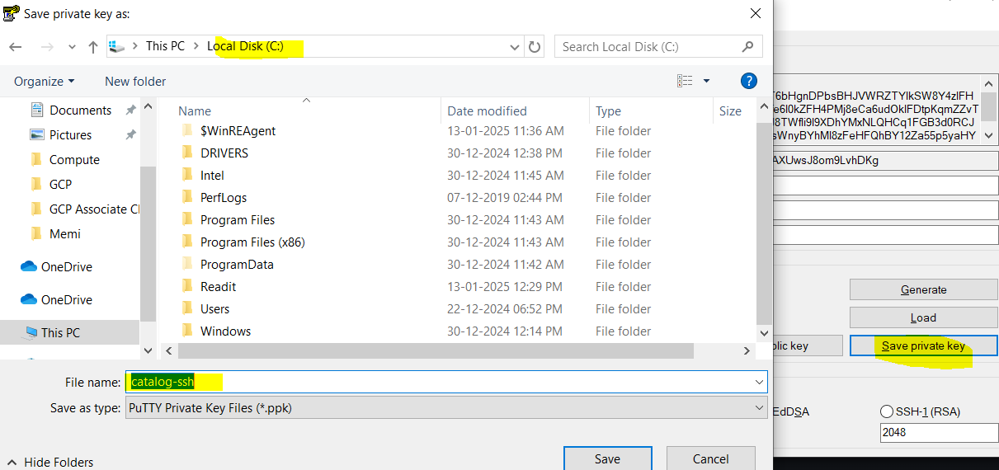 Save private key as:
This PC > Local Disk (C:)
Search Local Disk (C:)
Organize
New folder
?
Documents
Pictures
Compute
GCP
GCP Associate Cl
Memi
OneDrive
OneDrive
This PC
Name Date modified Type Size
$WinREAgent 13-01-2025 11:36 AM File folder
DRIVERS 30-12-2024 12:38 PM File folder
Intel 30-12-2024 11:45 AM File folder
PerfLogs 07-12-2019 02:44 PM File folder
Program Files 30-12-2024 11:43 AM File folder
Program Files (x86) 30-12-2024 11:43 AM File folder
ProgramData 30-12-2024 11:42 AM File folder
Readit 13-01-2025 12:29 PM File folder
Users 22-12-2024 06:52 PM File folder
Windows 30-12-2024 12:14 PM File folder
File name: catalog-ssh
Save as type: PuTTY Private Key Files (*.ppk)
Hide Folders
Save
Cancel
AXUwsJ8om9LvhDKg
Generate
Load
blic key
Save private key
EdDSA
SSH-1 (RSA)
2048